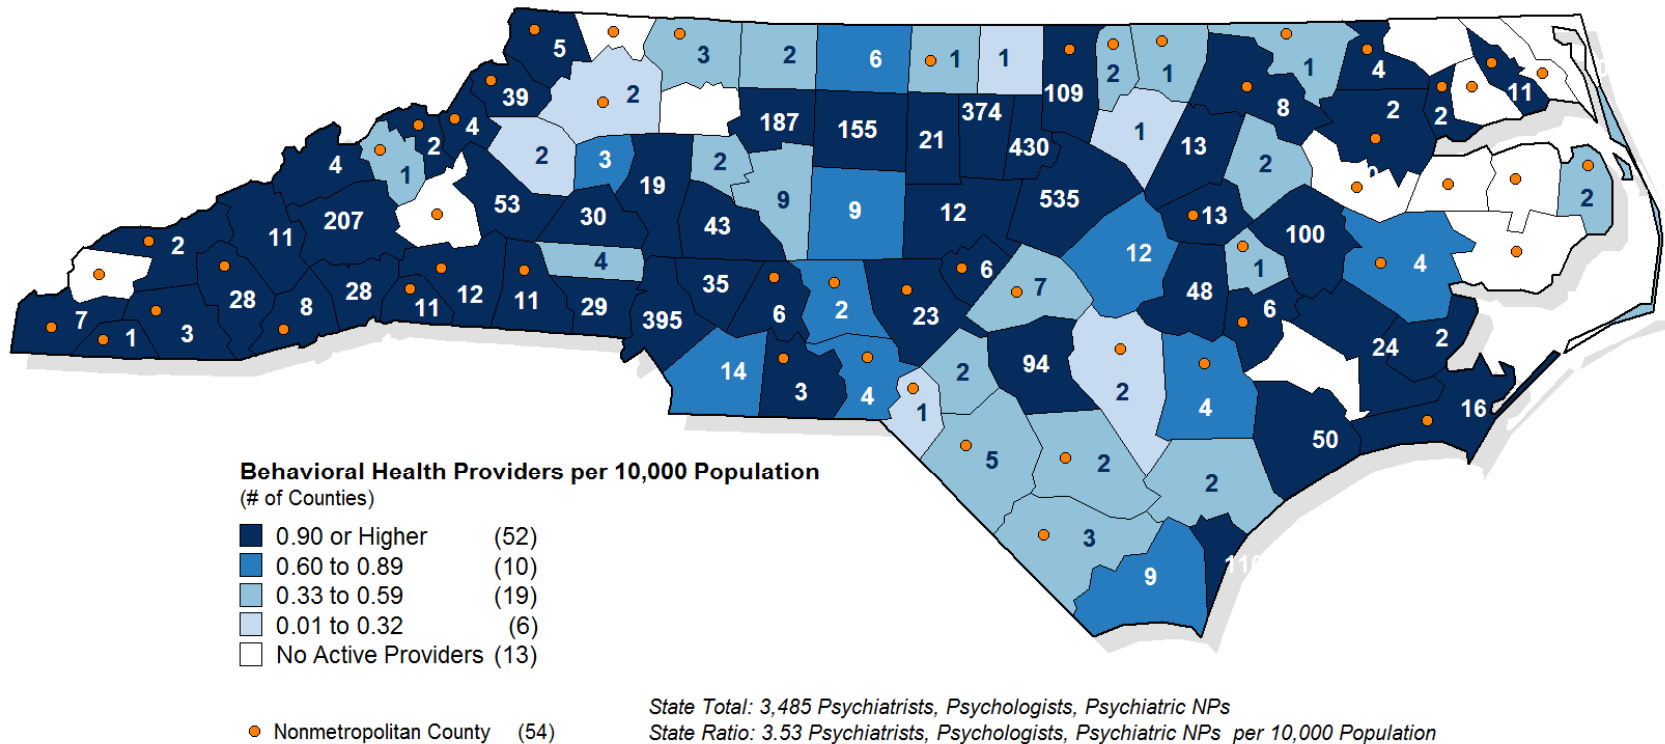 5 3 2 6 1 1 109 2 1 1 4
39 2 8 2 2 11
4 2 187 155 21 374 430 1 13
4 1 2 3 2 2
53 30 19 43 9 9 12 535 13 100 2
2 11 207 12 1 4
7 1 3 28 8 28 11 12 11 4 29 395 35 6 2 23 6 7 48 6 24 2
14 3 4 1 2 94 2 4 50 16
5 2 2
3 9
Behavioral Health Providers per 10,000 Population
(# of Counties)
0.90 or Higher (52)
0.60 to 0.89 (10)
0.33 to 0.59 (19)
0.01 to 0.32 (6)
No Active Providers (13)
Nonmetropolitan County (54)
State Total: 3,485 Psychiatrists, Psychologists, Psychiatric NPs
State Ratio: 3.53 Psychiatrists, Psychologists, Psychiatric NPs per 10,000 Population